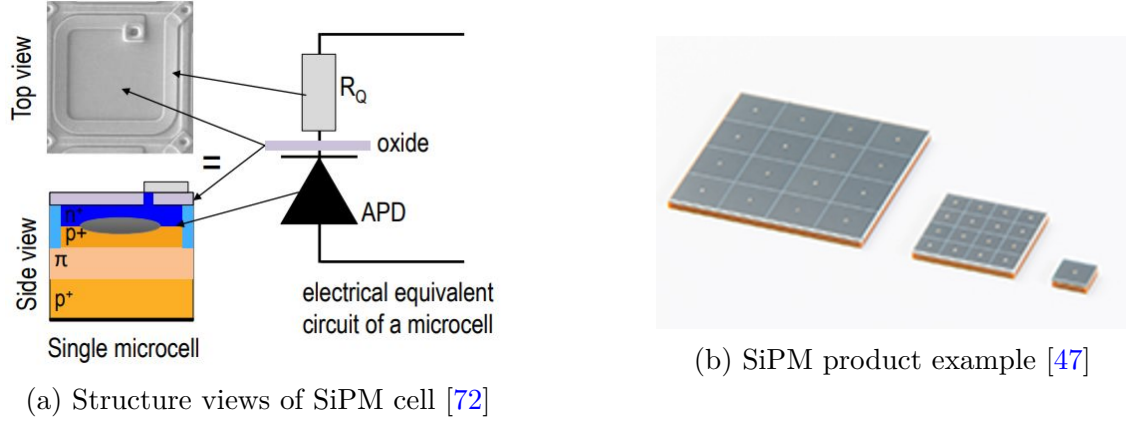 Top view
R_Q
oxide
=
n⁺
p+
APD
π
Side view
p⁺
electrical equivalent
circuit of a microcell
Single microcell
(a) Structure views of SiPM cell [72]
(b) SiPM product example [47]